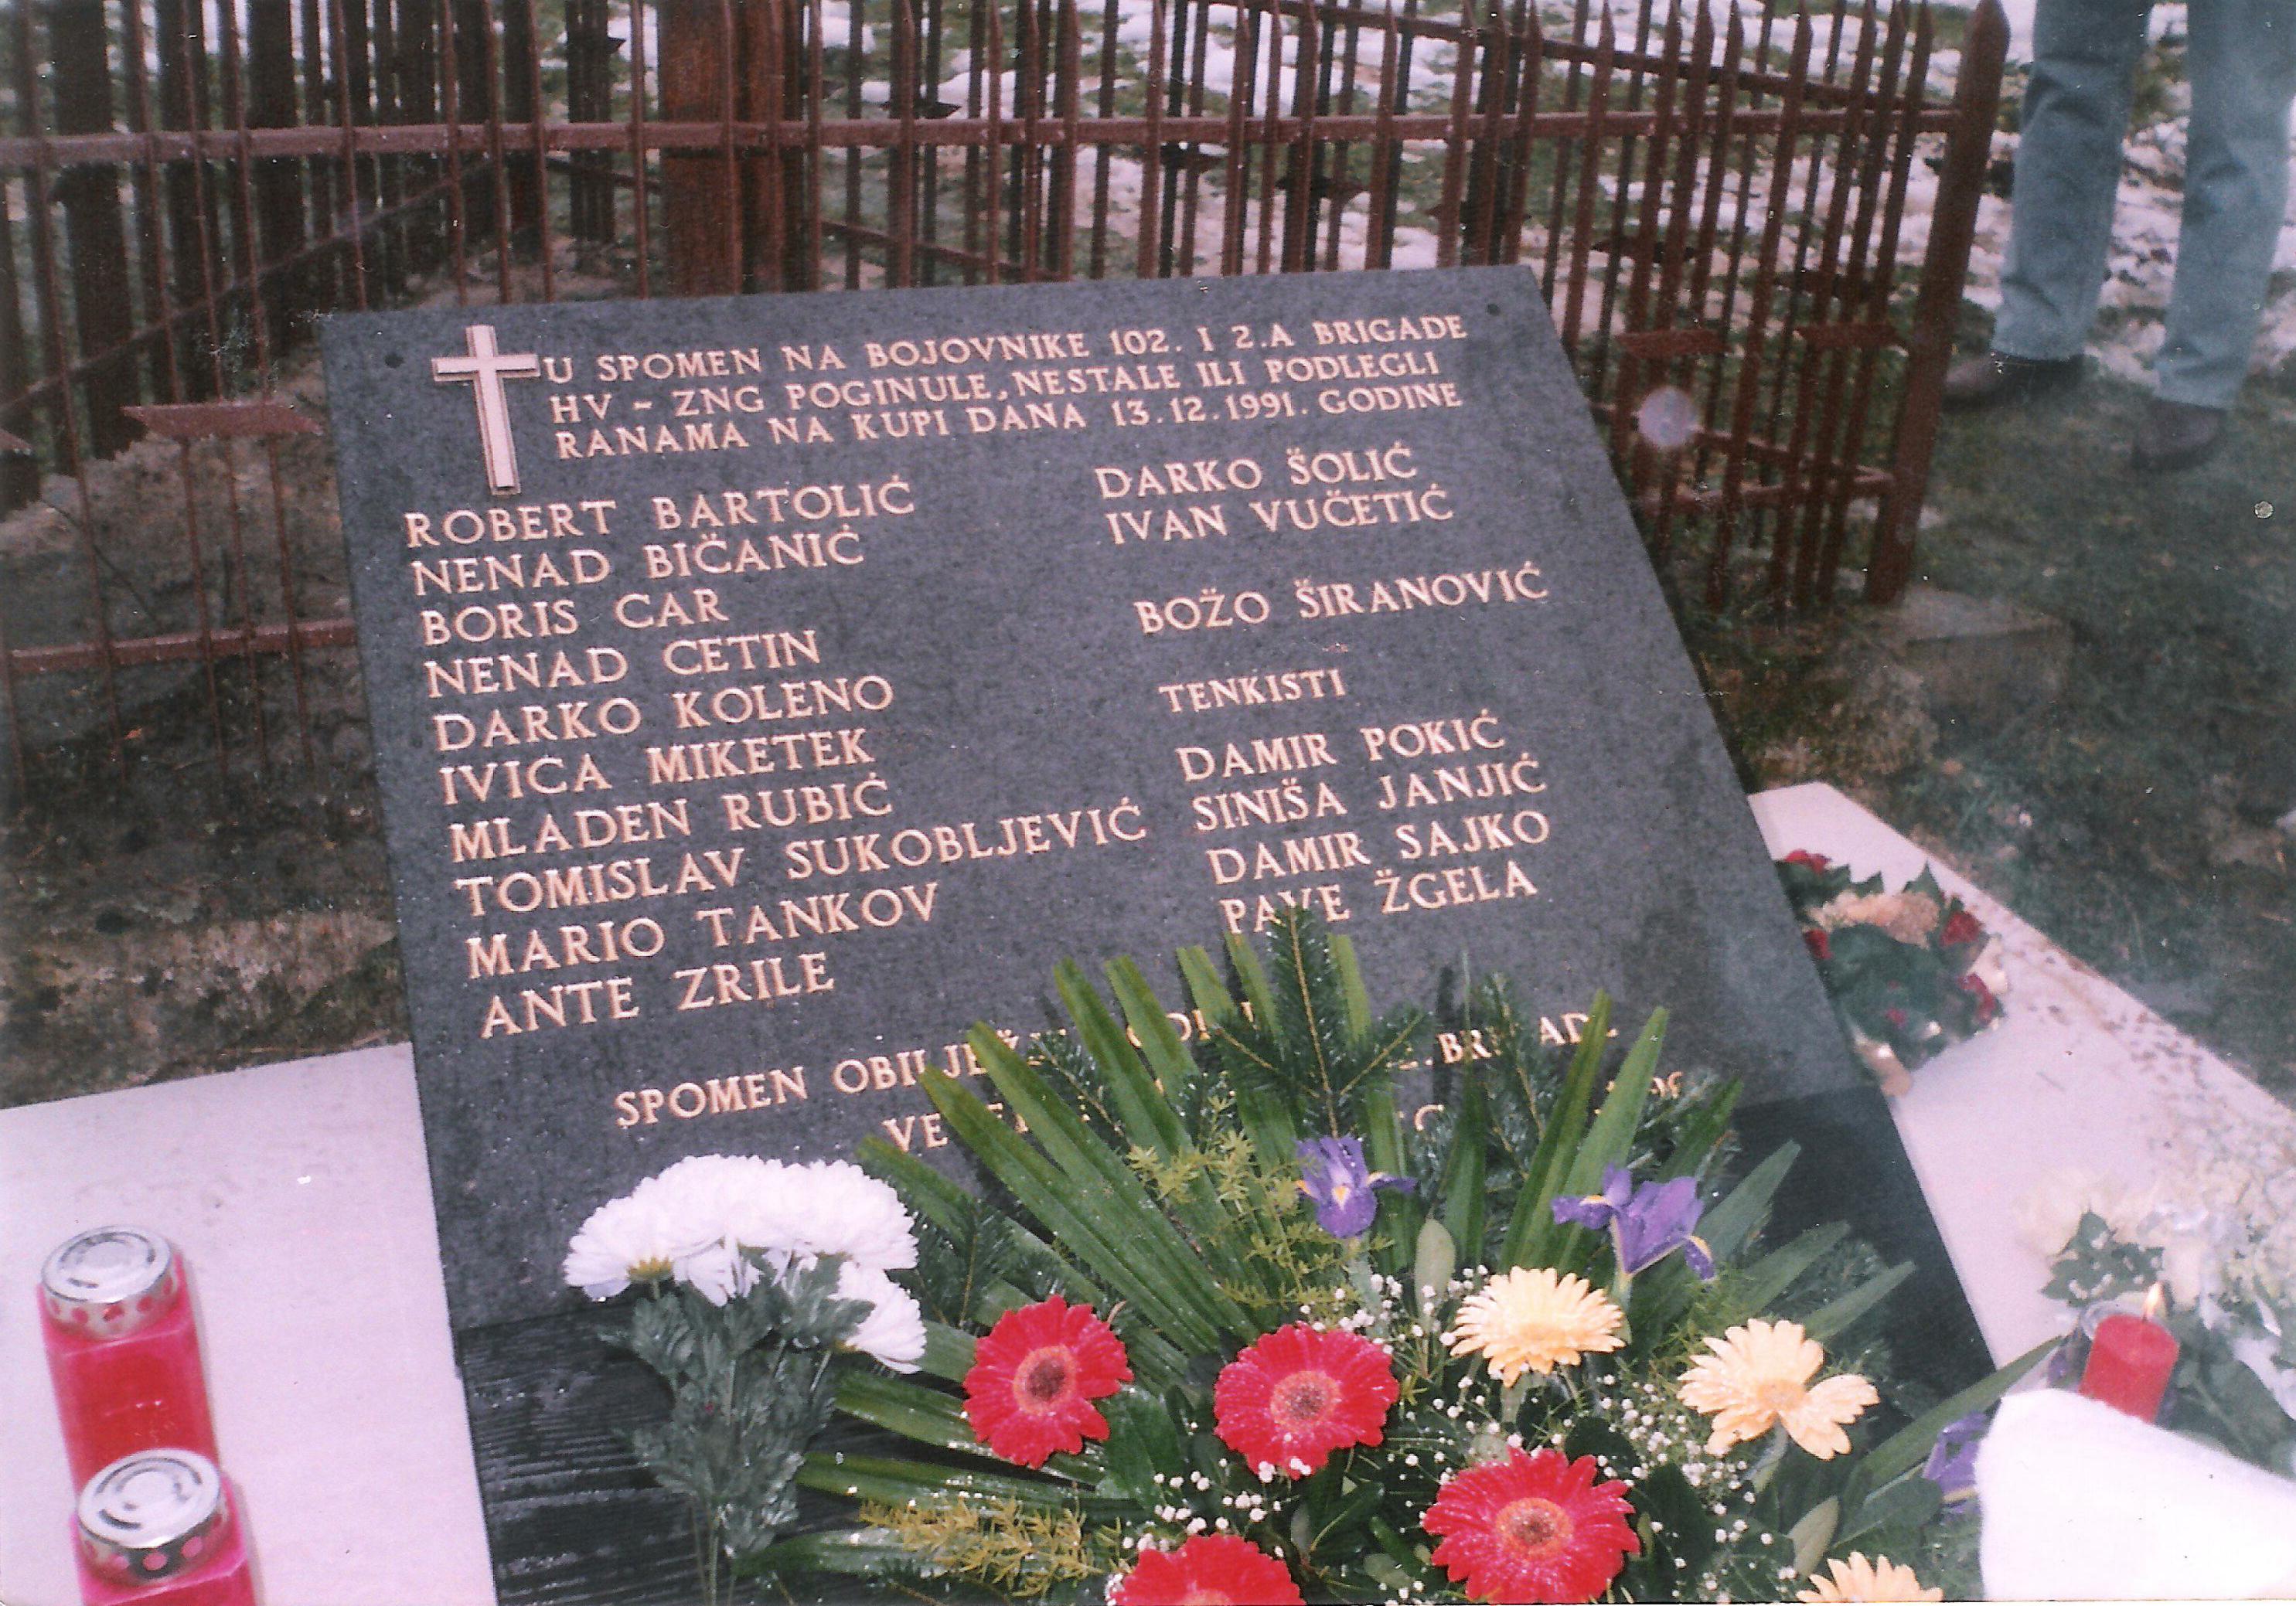 U SPOMEN NA BOJOVNIKE 102. I 2.A BRIGADE
HV - ZNG POGINULE, NESTALE ILI PODLEGLI
RANAMA NA KUPI DANA 13.12.1991. GODINE
ROBERT BARTOLIĆ
NENAD BIČANIĆ
BORIS CAR
NENAD CETIN
DARKO KOLENO
IVICA MIKETEK
MLADEN RUBIĆ
TOMISLAV SUKOBLJEVIĆ
MARIO TANKOV
ANTE ZRILE
DARKO ŠOLIĆ
IVAN VUČETIĆ
BOŽO ŠIRANOVIĆ
TENKISTI
DAMIR POKIĆ
SINIŠA JANJIĆ
DAMIR SAJKO
PAVE ŽGELA
SPOMEN